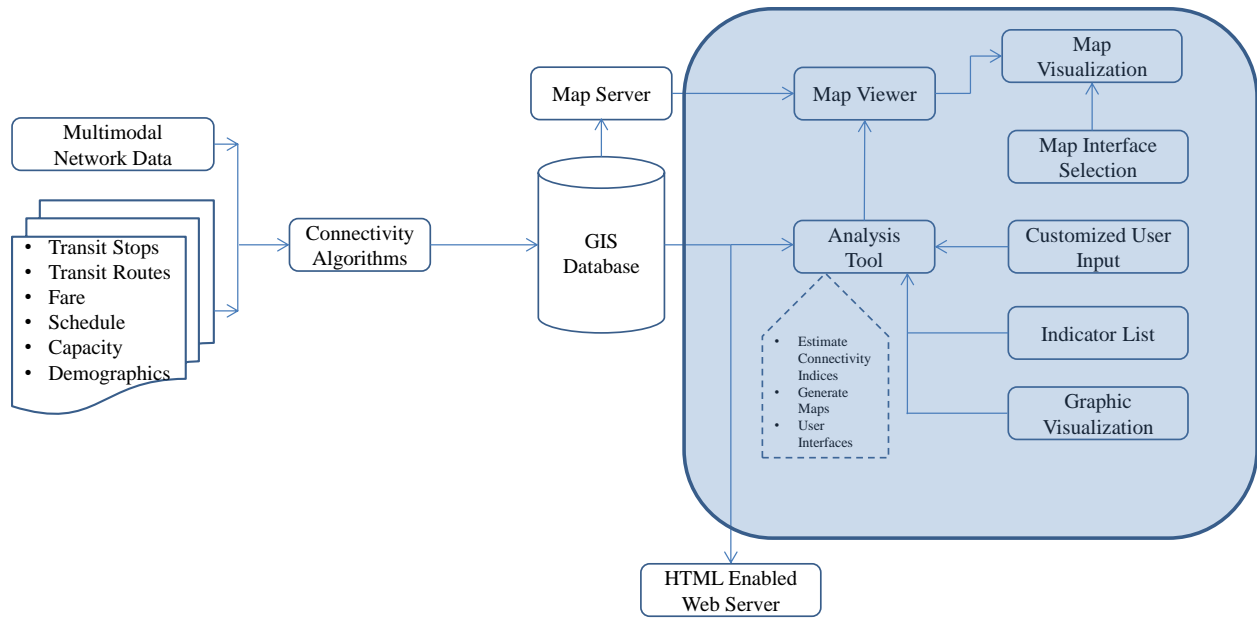 Multimodal
Network Data
• Transit Stops
• Transit Routes
• Fare
• Schedule
• Capacity
• Demographics
Connectivity
Algorithms
Map Server
GIS
Database
HTML Enabled
Web Server
Map Viewer
Analysis
Tool
• Estimate
Connectivity
Indices
• Generate
Maps
• User
Interfaces
Map
Visualization
Map Interface
Selection
Customized User
Input
Indicator List
Graphic
Visualization